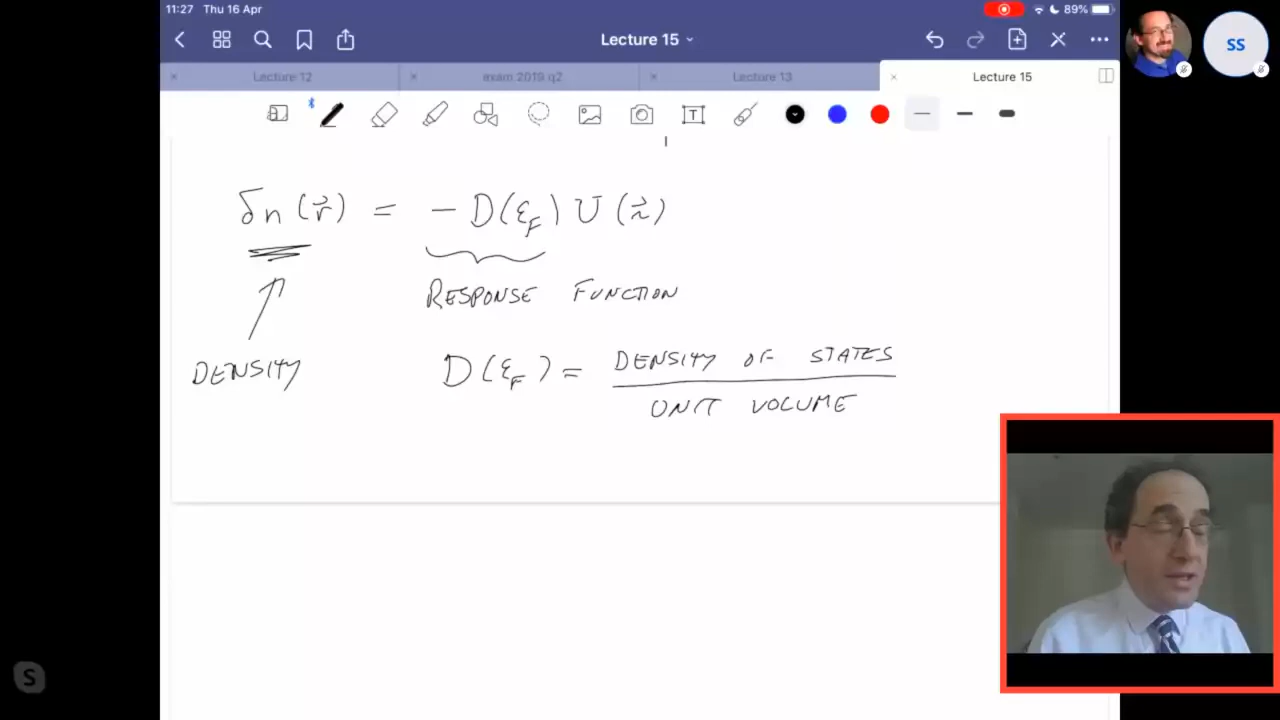 11:27 Thu 16 Apr
89%
Lecture 15
Lecture 12
exam 2019 q2
Lecture 13
Lecture 15
T
SS
δn(r⃗) = - D(ε_F) U(r⃗)
RESPONSE FUNCTION
DENSITY
D(ε_F) = DENSITY OF STATES
UNIT VOLUME
S